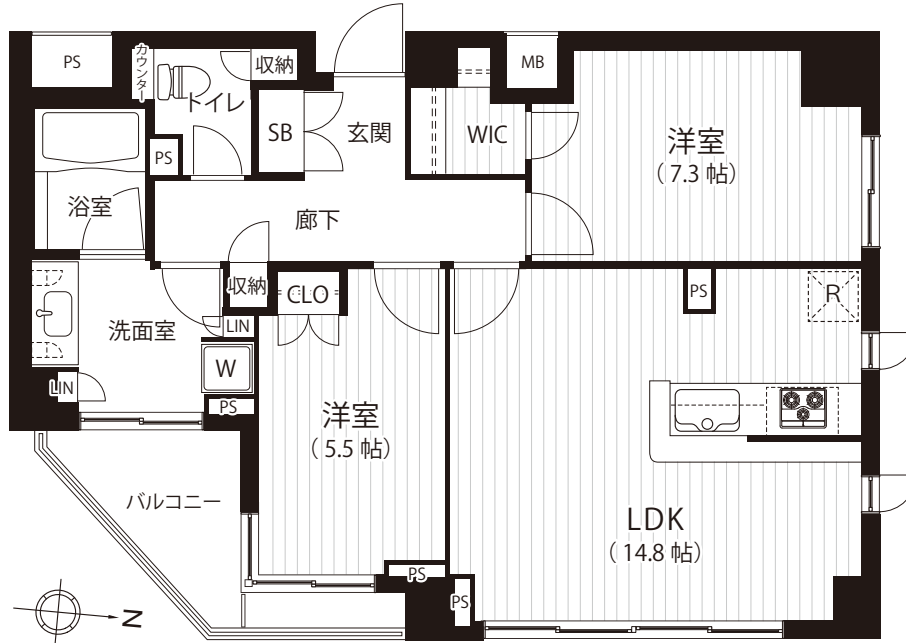 PS
カウンター
トイレ
収納
SB
玄関
WIC
MB
洋室
（ 7.3 帖）
PS
浴室
廊下
収納
CLO
PS
R
洗面室
LIN
W
LIN
PS
洋室
（ 5.5 帖）
LDK
（ 14.8 帖）
バルコニー
PS
PS
N